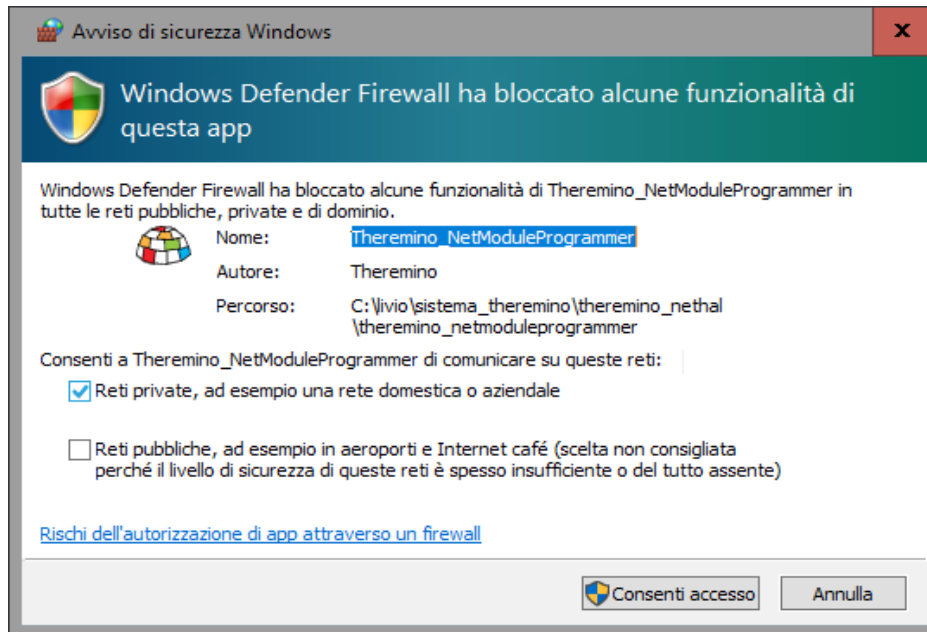 Avviso di sicurezza Windows
x
Windows Defender Firewall ha bloccato alcune funzionalità di
questa app
Windows Defender Firewall ha bloccato alcune funzionalità di Theremino_NetModuleProgrammer in
tutte le reti pubbliche, private e di dominio.
Nome: Theremino_NetModuleProgrammer
Autore: Theremino
Percorso: C:\livio\sistema_theremino\theremino_nethal
\theremino_netmoduleprogrammer
Consenti a Theremino_NetModuleProgrammer di comunicare su queste reti:
Reti private, ad esempio una rete domestica o aziendale
Reti pubbliche, ad esempio in aeroporti e Internet café (scelta non consigliata
perché il livello di sicurezza di queste reti è spesso insufficiente o del tutto assente)
Rischi dell'autorizzazione di app attraverso un firewall
Consenti accesso Annulla